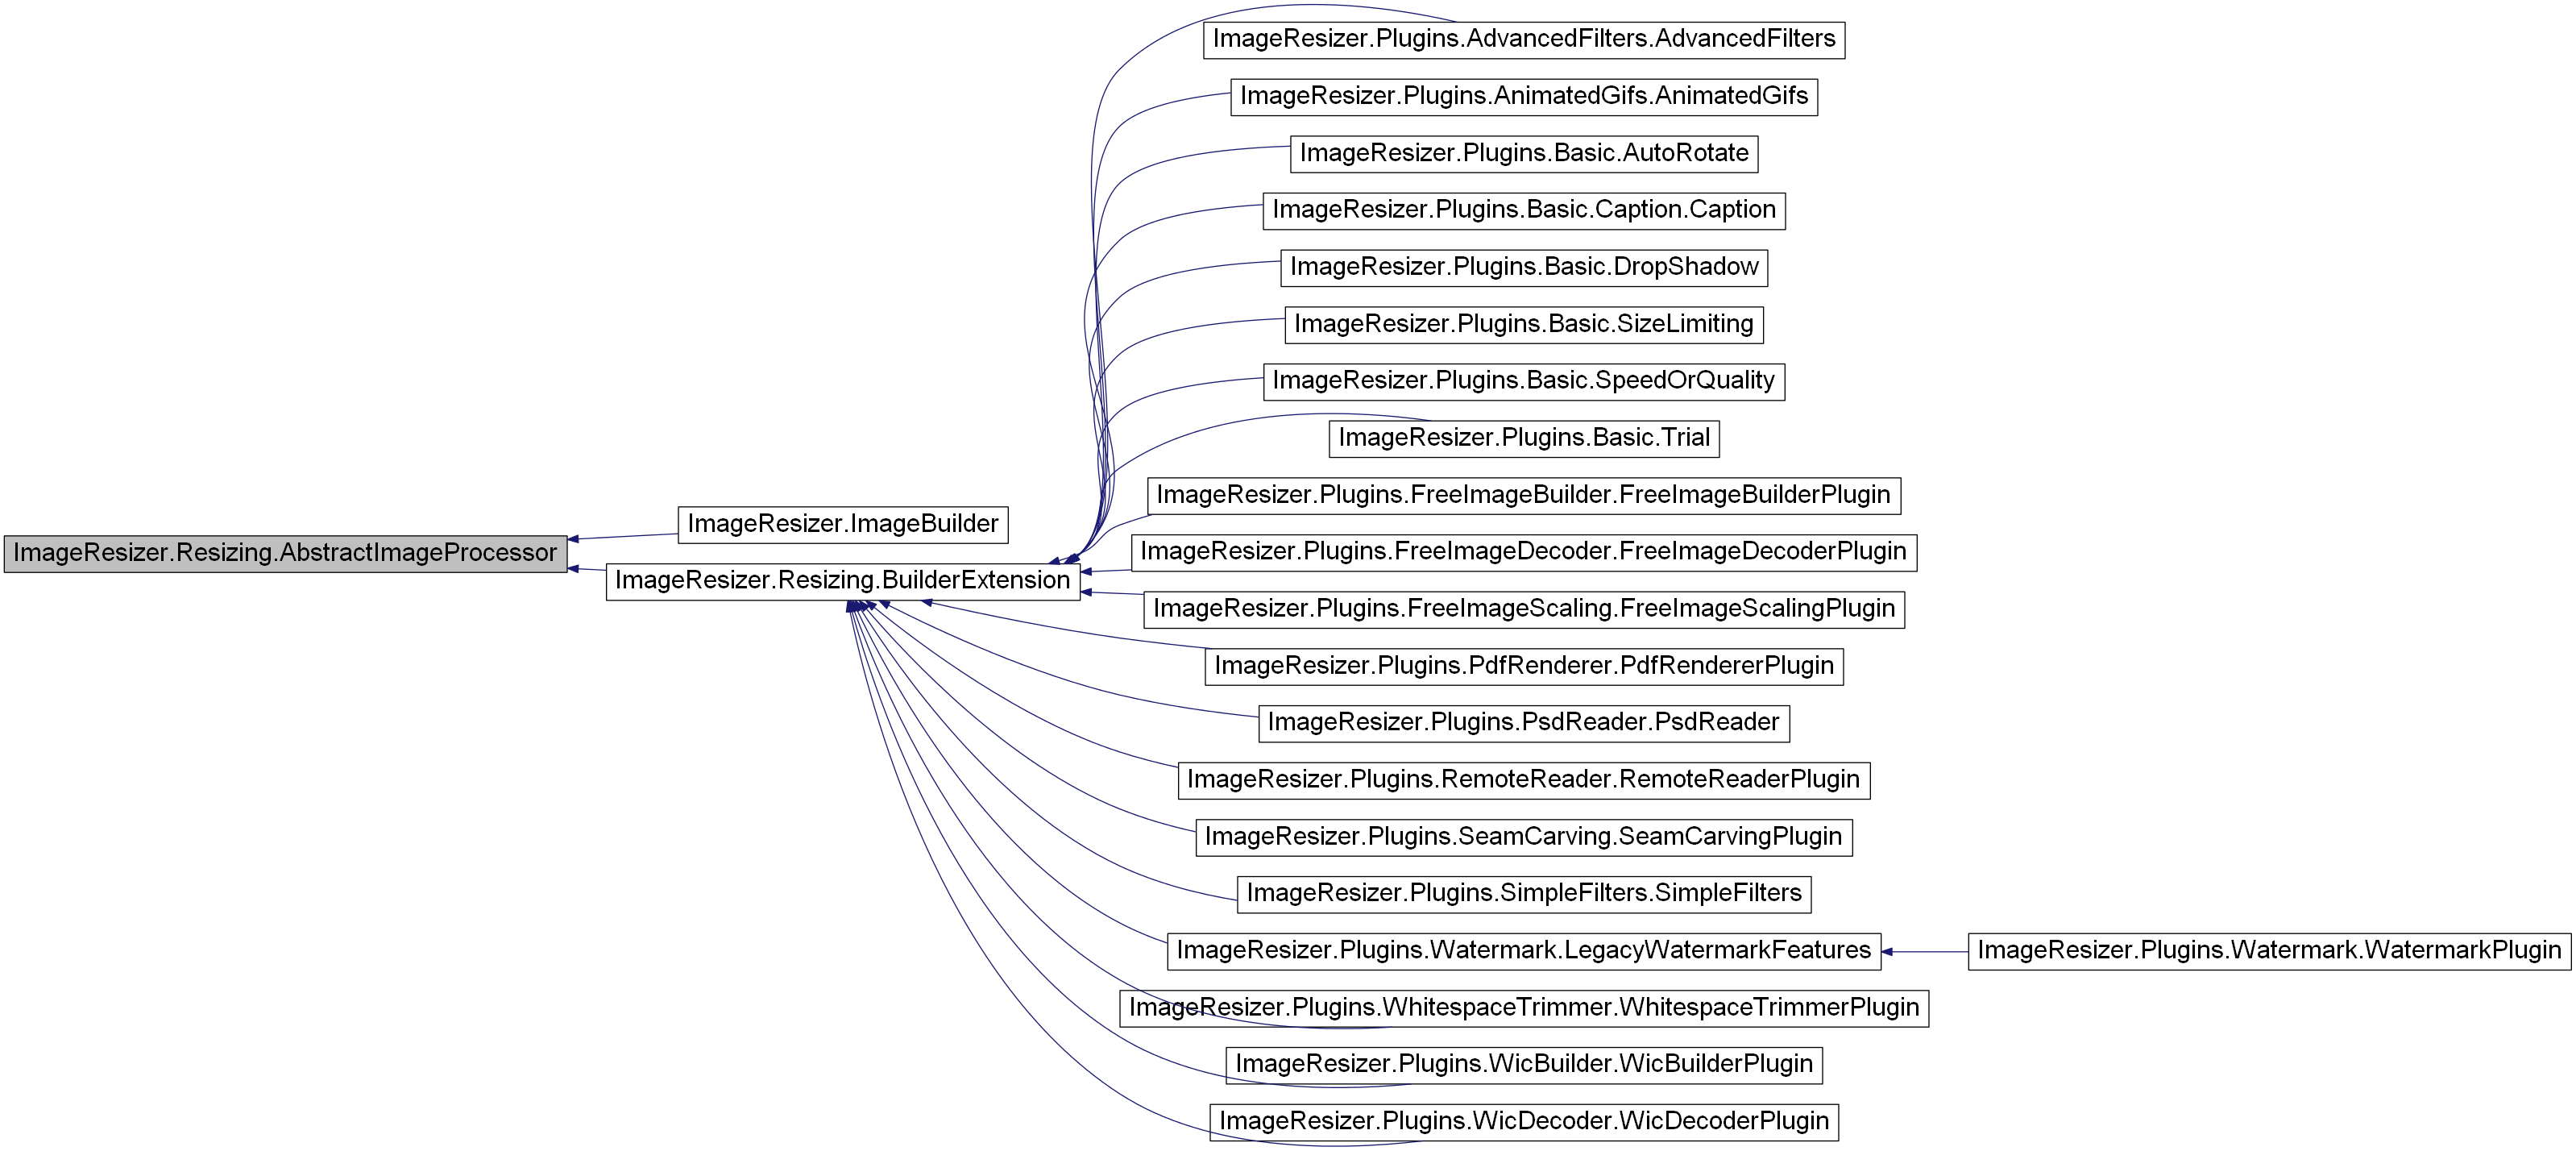 ImageResizer.Plugins.AdvancedFilters.AdvancedFilters
ImageResizer.Plugins.AnimatedGifs.AnimatedGifs
ImageResizer.Plugins.Basic.AutoRotate
ImageResizer.Plugins.Basic.Caption.Caption
ImageResizer.Plugins.Basic.DropShadow
ImageResizer.Plugins.Basic.SizeLimiting
ImageResizer.Plugins.Basic.SpeedOrQuality
ImageResizer.Plugins.Basic.Trial
ImageResizer.Plugins.FreeImageBuilder.FreeImageBuilderPlugin
ImageResizer.ImageBuilder
ImageResizer.Resizing.AbstractImageProcessor
ImageResizer.Plugins.FreeImageDecoder.FreeImageDecoderPlugin
ImageResizer.Resizing.BuilderExtension
ImageResizer.Plugins.FreeImageScaling.FreeImageScalingPlugin
ImageResizer.Plugins.PdfRenderer.PdfRendererPlugin
ImageResizer.Plugins.PsdReader.PsdReader
ImageResizer.Plugins.RemoteReader.RemoteReaderPlugin
ImageResizer.Plugins.SeamCarving.SeamCarvingPlugin
ImageResizer.Plugins.SimpleFilters.SimpleFilters
ImageResizer.Plugins.Watermark.LegacyWatermarkFeatures
ImageResizer.Plugins.Watermark.WatermarkPlugin
ImageResizer.Plugins.WhitespaceTrimmer.WhitespaceTrimmerPlugin
ImageResizer.Plugins.WicBuilder.WicBuilderPlugin
ImageResizer.Plugins.WicDecoder.WicDecoderPlugin